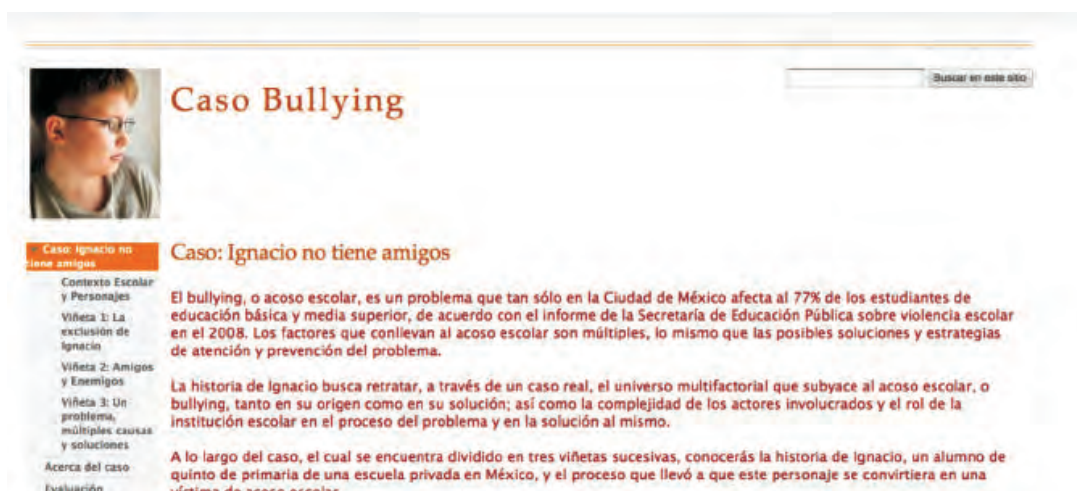 Buscar en este sitio
Caso Bullying
Caso: Ignacio no
tiene amigos
Contexto Escolar
y Personajes
Viñeta 1: La
exclusión de
Ignacio
Viñeta 2: Amigos
y Enemigos
Viñeta 3: Un
problema,
múltiples causas
y soluciones
Acerca del caso
Evaluación
Caso: Ignacio no tiene amigos
El bullying, o acoso escolar, es un problema que tan sólo en la Ciudad de México afecta al 77% de los estudiantes de
educación básica y media superior, de acuerdo con el informe de la Secretaría de Educación Pública sobre violencia escolar
en el 2008. Los factores que conllevan al acoso escolar son múltiples, lo mismo que las posibles soluciones y estrategias
de atención y prevención del problema.
La historia de Ignacio busca retratar, a través de un caso real, el universo multifactorial que subyace al acoso escolar, o
bullying, tanto en su origen como en su solución; así como la complejidad de los actores involucrados y el rol de la
institución escolar en el proceso del problema y en la solución al mismo.
A lo largo del caso, el cual se encuentra dividido en tres viñetas sucesivas, conocerás la historia de Ignacio, un alumno de
quinto de primaria de una escuela privada en México, y el proceso que llevó a que este personaje se convirtiera en una
víctima de acoso escolar